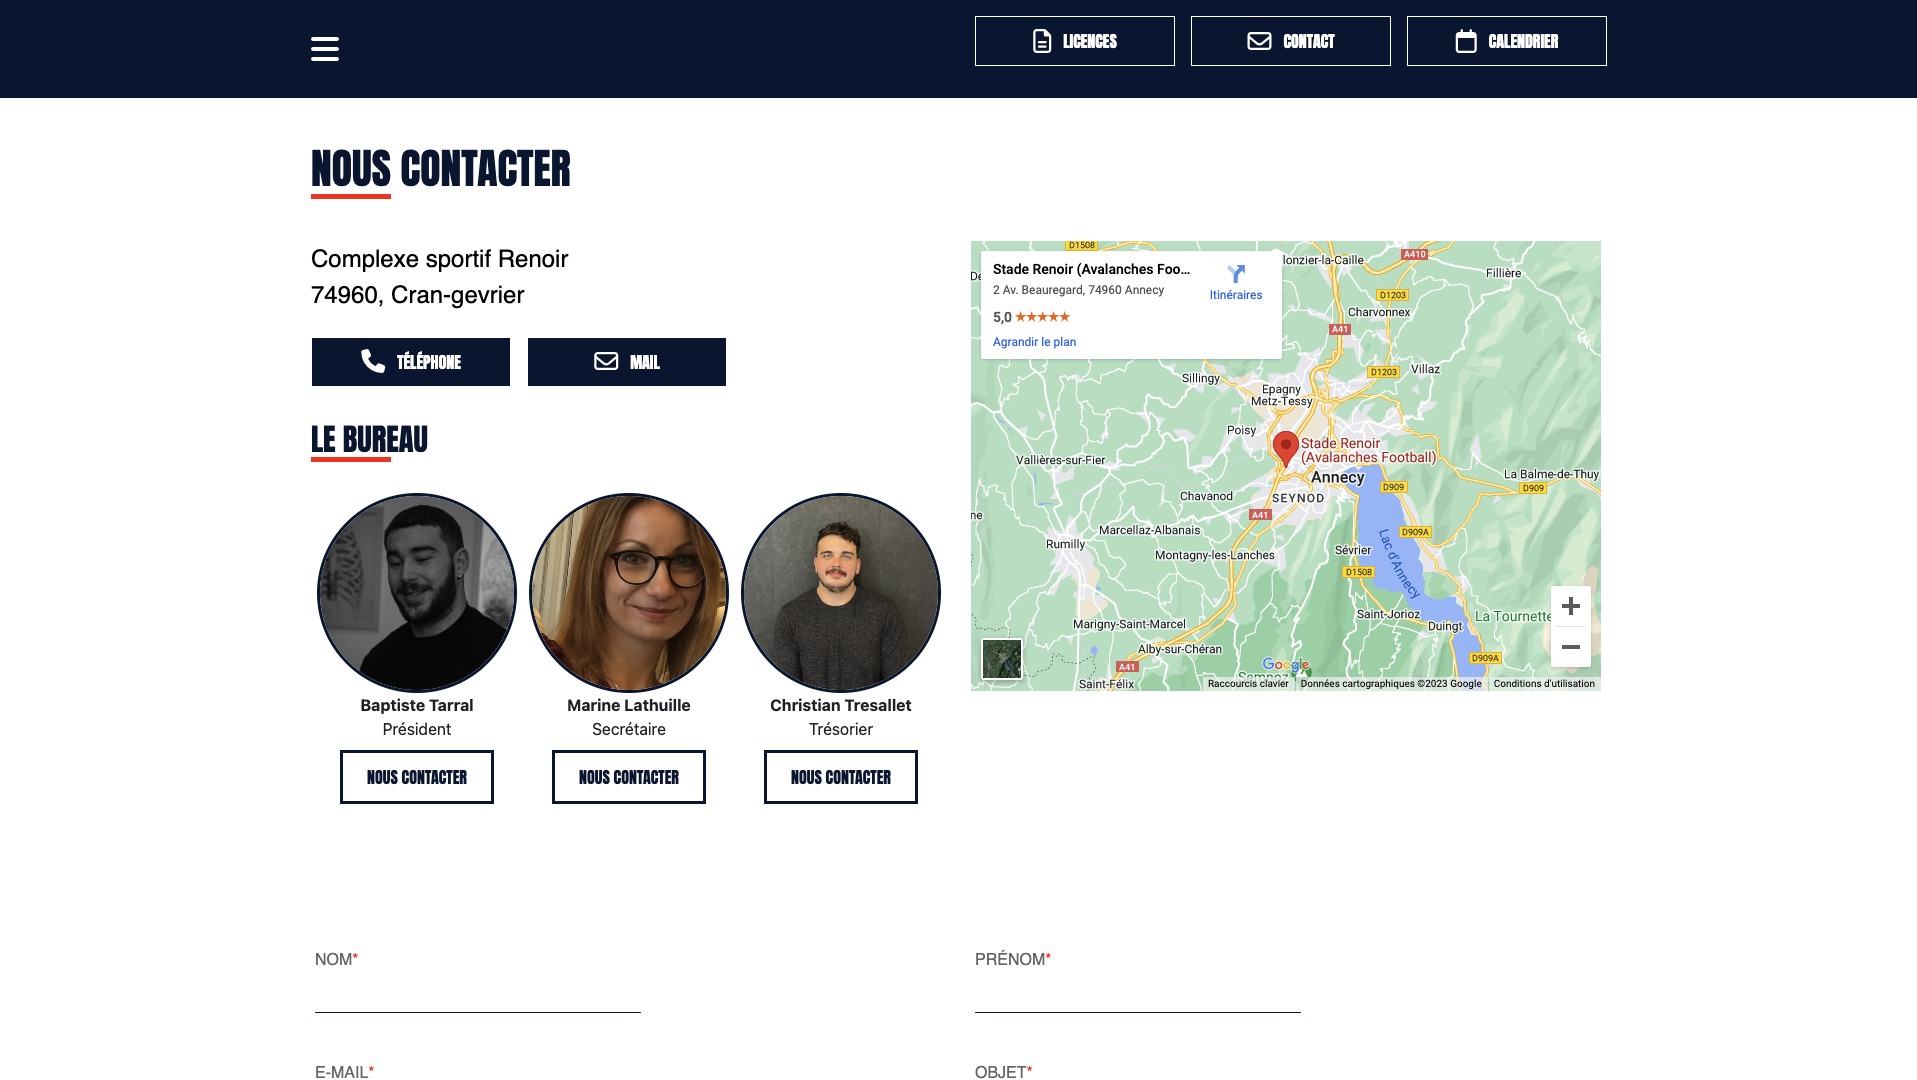 LICENCES
CONTACT
CALENDRIER
NOUS CONTACTER
Complexe sportif Renoir
74960, Cran-gevrier
TÉLÉPHONE
MAIL
LE BUREAU
Baptiste Tarral
Président
NOUS CONTACTER
Marine Lathuille
Secrétaire
NOUS CONTACTER
Christian Tresallet
Trésorier
NOUS CONTACTER
Stade Renoir (Avalanches Foo...
2 Av. Beauregard, 74960 Annecy
5,0
Itinéraires
Agrandir le plan
D1508
lonzier-la-Caille
A410
Fillière
D1203
Charvonnex
A41
D1203
Villaz
Sillingy
Epagny
Metz-Tessy
Poisy
Stade Renoir
(Avalanches Football)
Vallières-sur-Fier
Annecy
La Balme-de-Thuy
D909
D909
Chavanod
SEYNOD
A41
ne
Marcellaz-Albanais
D909A
Rumilly
Montagny-les-Lanches
Sévrier
Lac d'Annecy
D1508
Saint-Jorioz
La Tournette
Marigny-Saint-Marcel
Duingt
Alby-sur-Chéran
D909A
A41
Google
Semnoz
Saint-Félix
Raccourcis clavier
Données cartographiques ©2023 Google
Conditions d'utilisation
NOM*
PRÉNOM*
E-MAIL*
OBJET*